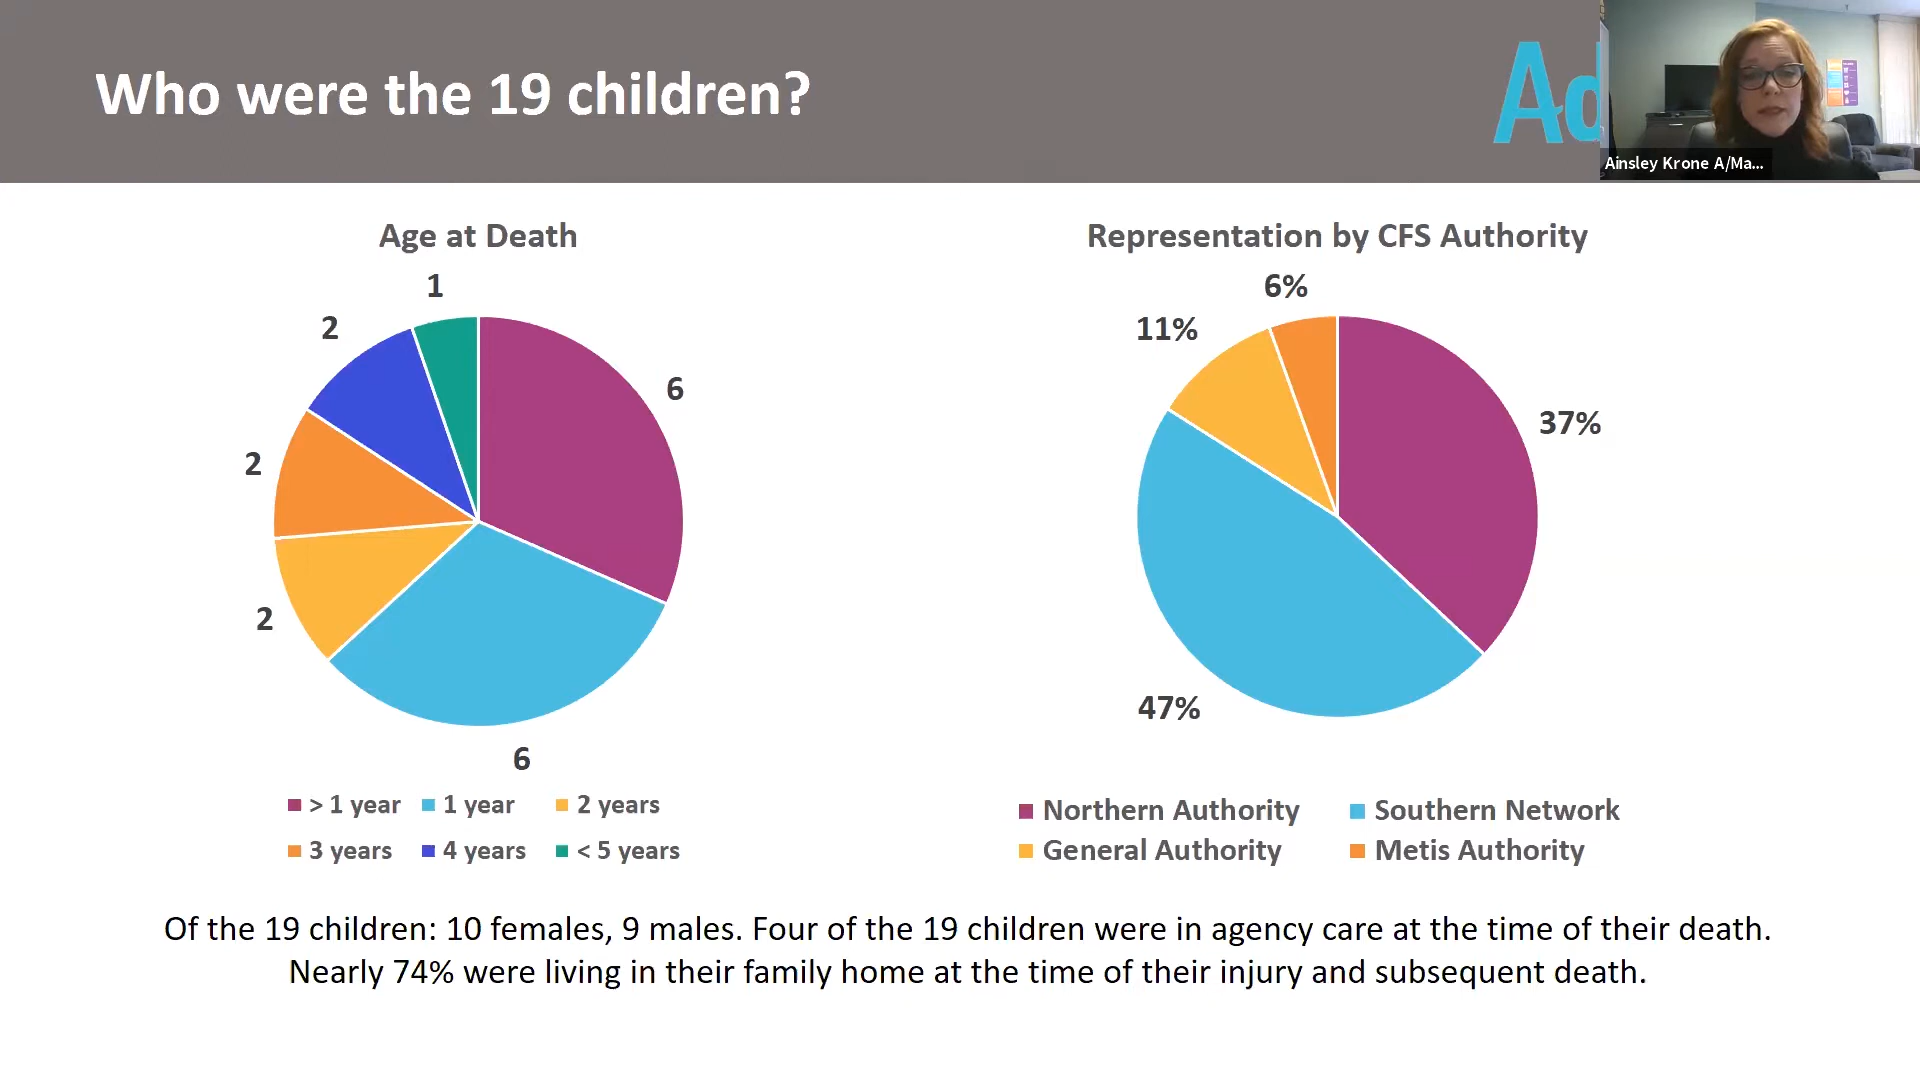 Who were the 19 children?
Ad
Ainsley Krone A/Ma...
Age at Death
1
2
6
2
2
6
> 1 year 1 year 2 years
3 years 4 years < 5 years
Representation by CFS Authority
6%
11%
37%
47%
Northern Authority Southern Network
General Authority Metis Authority
Of the 19 children: 10 females, 9 males. Four of the 19 children were in agency care at the time of their death.
Nearly 74% were living in their family home at the time of their injury and subsequent death.